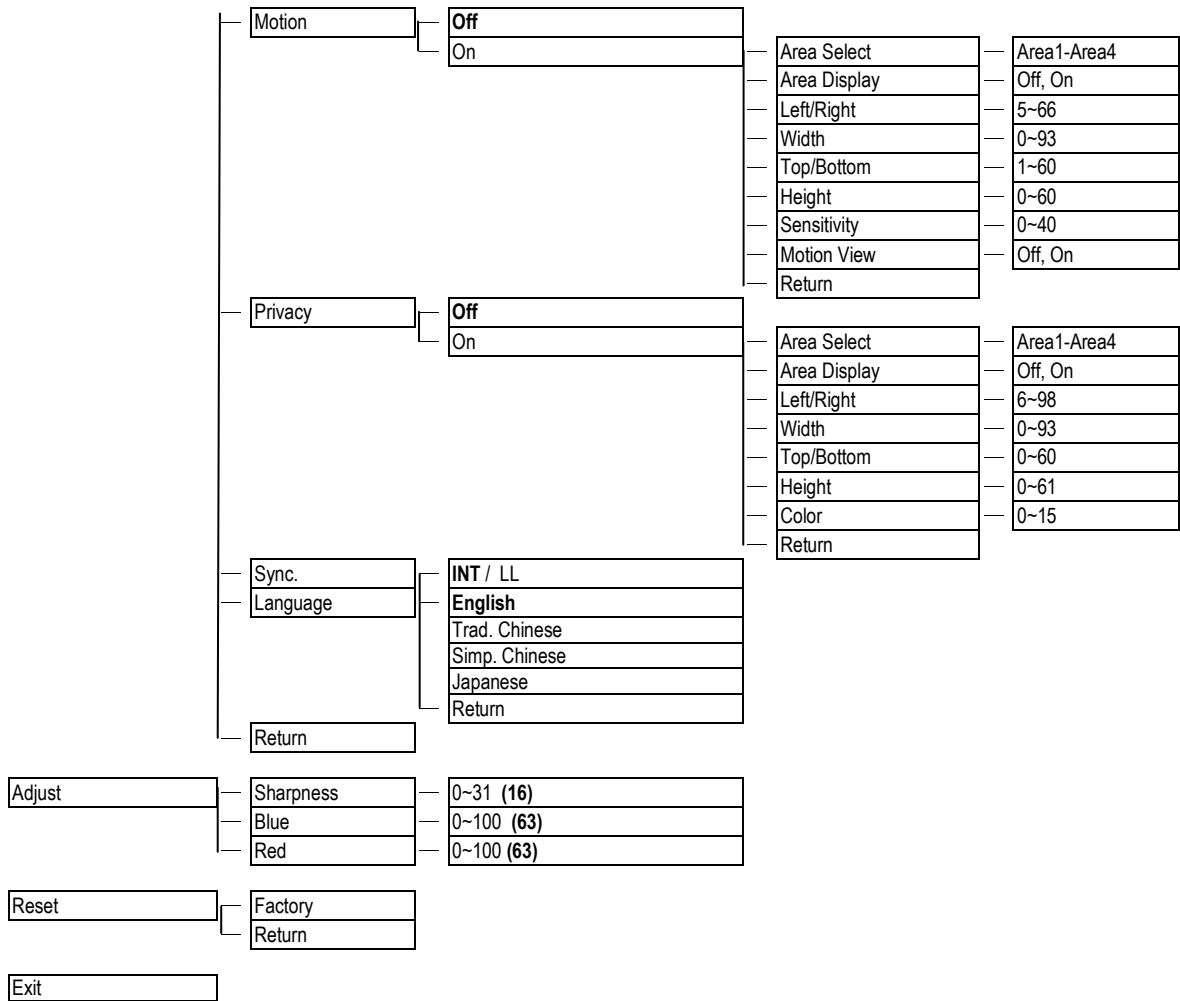 Motion Off
On Area Select Area1-Area4
Area Display Off, On
Left/Right 5~66
Width 0~93
Top/Bottom 1~60
Height 0~60
Sensitivity 0~40
Motion View Off, On
Return
Privacy Off
On Area Select Area1-Area4
Area Display Off, On
Left/Right 6~98
Width 0~93
Top/Bottom 0~60
Height 0~61
Color 0~15
Return
Sync. INT / LL
Language English
Trad. Chinese
Simp. Chinese
Japanese
Return
Return
Adjust Sharpness 0~31 (16)
Blue 0~100 (63)
Red 0~100 (63)
Reset Factory
Return
Exit